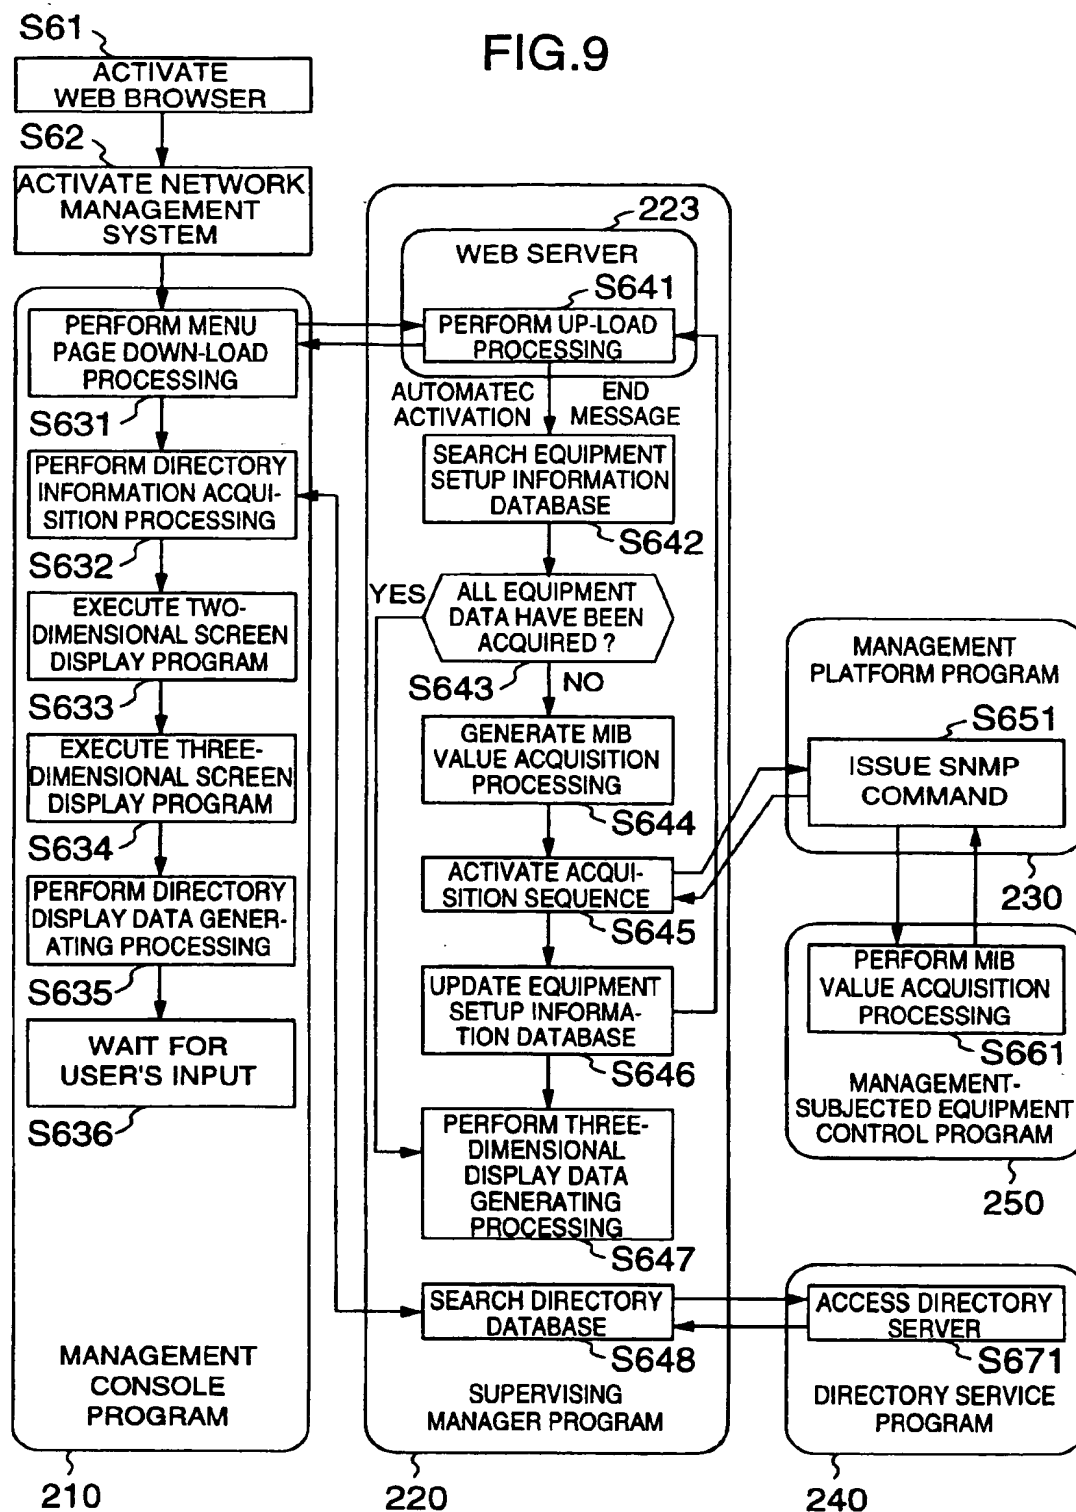 FIG.9
S61
ACTIVATE
WEB BROWSER
S62
ACTIVATE NETWORK
MANAGEMENT
SYSTEM
PERFORM MENU
PAGE DOWN-LOAD
PROCESSING
S631
PERFORM DIRECTORY
INFORMATION ACQUI-
SITION PROCESSING
S632
EXECUTE TWO-
DIMENSIONAL SCREEN
DISPLAY PROGRAM
S633
EXECUTE THREE-
DIMENSIONAL SCREEN
DISPLAY PROGRAM
S634
PERFORM DIRECTORY
DISPLAY DATA GENER-
ATING PROCESSING
S635
WAIT FOR
USER'S INPUT
S636
MANAGEMENT
CONSOLE
PROGRAM
210
223
WEB SERVER
S641
PERFORM UP-LOAD
PROCESSING
AUTOMATEC
ACTIVATION
END
MESSAGE
SEARCH EQUIPMENT
SETUP INFORMATION
DATABASE
S642
YES
ALL EQUIPMENT
DATA HAVE BEEN
ACQUIRED ?
S643
NO
GENERATE MIB
VALUE ACQUISITION
PROCESSING
S644
ACTIVATE ACQUI-
SITION SEQUENCE
S645
UPDATE EQUIPMENT
SETUP INFORMA-
TION DATABASE
S646
PERFORM THREE-
DIMENSIONAL
DISPLAY DATA
GENERATING
PROCESSING
S647
SEARCH DIRECTORY
DATABASE
S648
SUPERVISING
MANAGER PROGRAM
220
MANAGEMENT
PLATFORM PROGRAM
S651
ISSUE SNMP
COMMAND
230
PERFORM MIB
VALUE ACQUISITION
PROCESSING
S661
MANAGEMENT-
SUBJECTED EQUIPMENT
CONTROL PROGRAM
250
ACCESS DIRECTORY
SERVER
S671
DIRECTORY SERVICE
PROGRAM
240